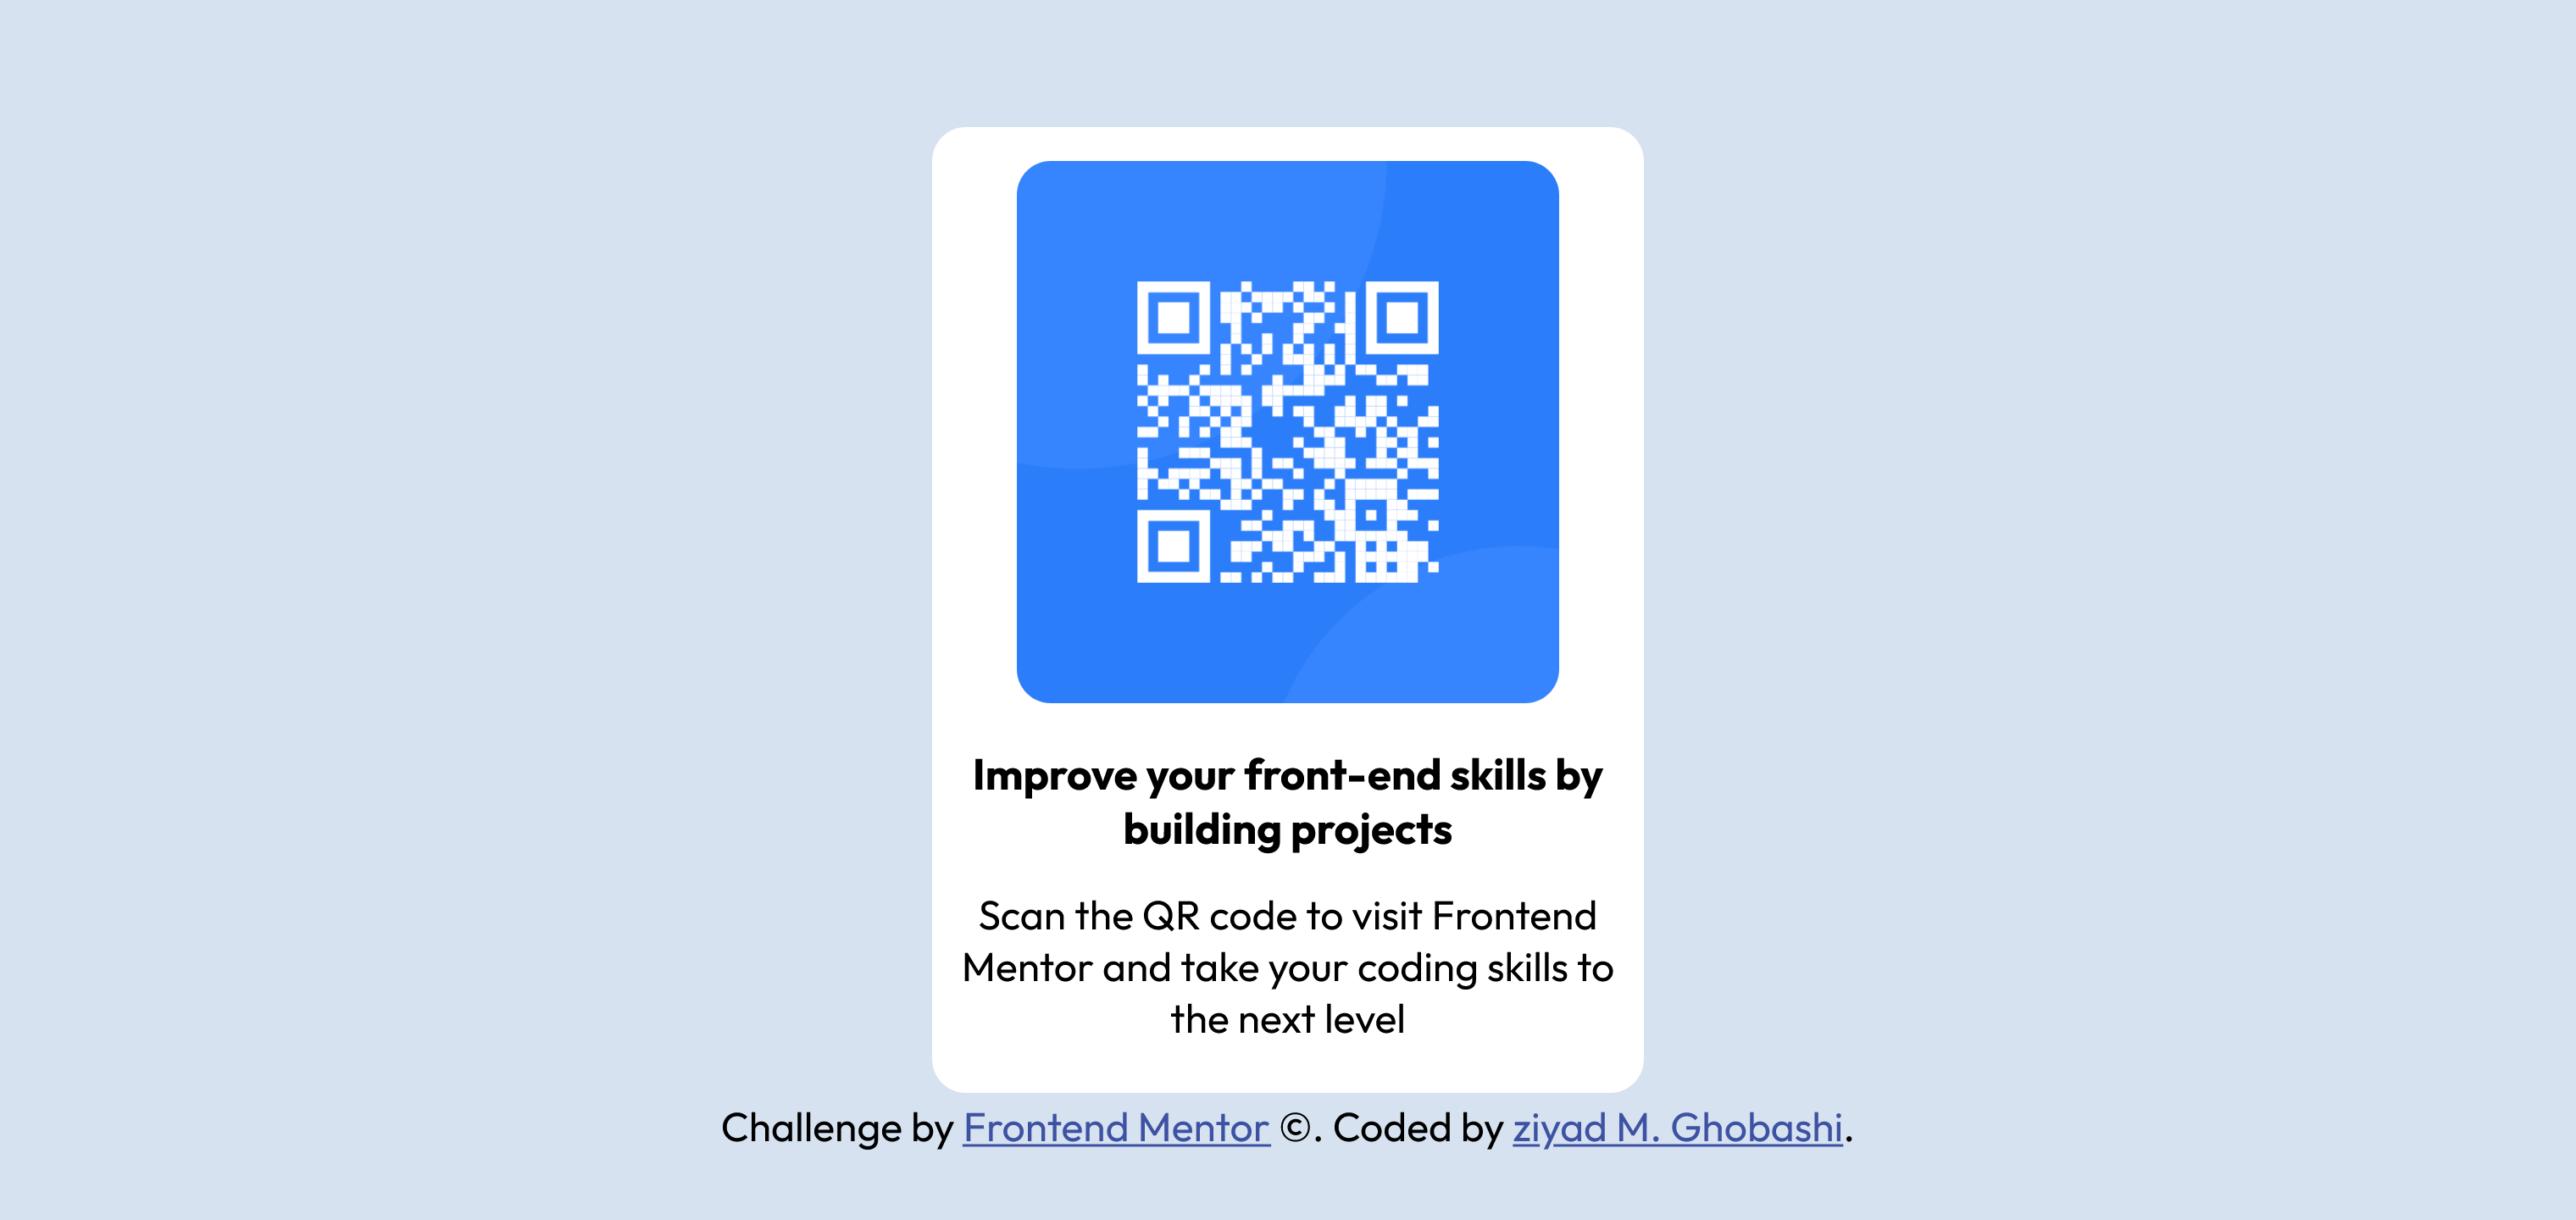 Improve your front-end skills by
building projects
Scan the QR code to visit Frontend
Mentor and take your coding skills to
the next level
Challenge by Frontend Mentor ©. Coded by ziyad M. Ghobashi.